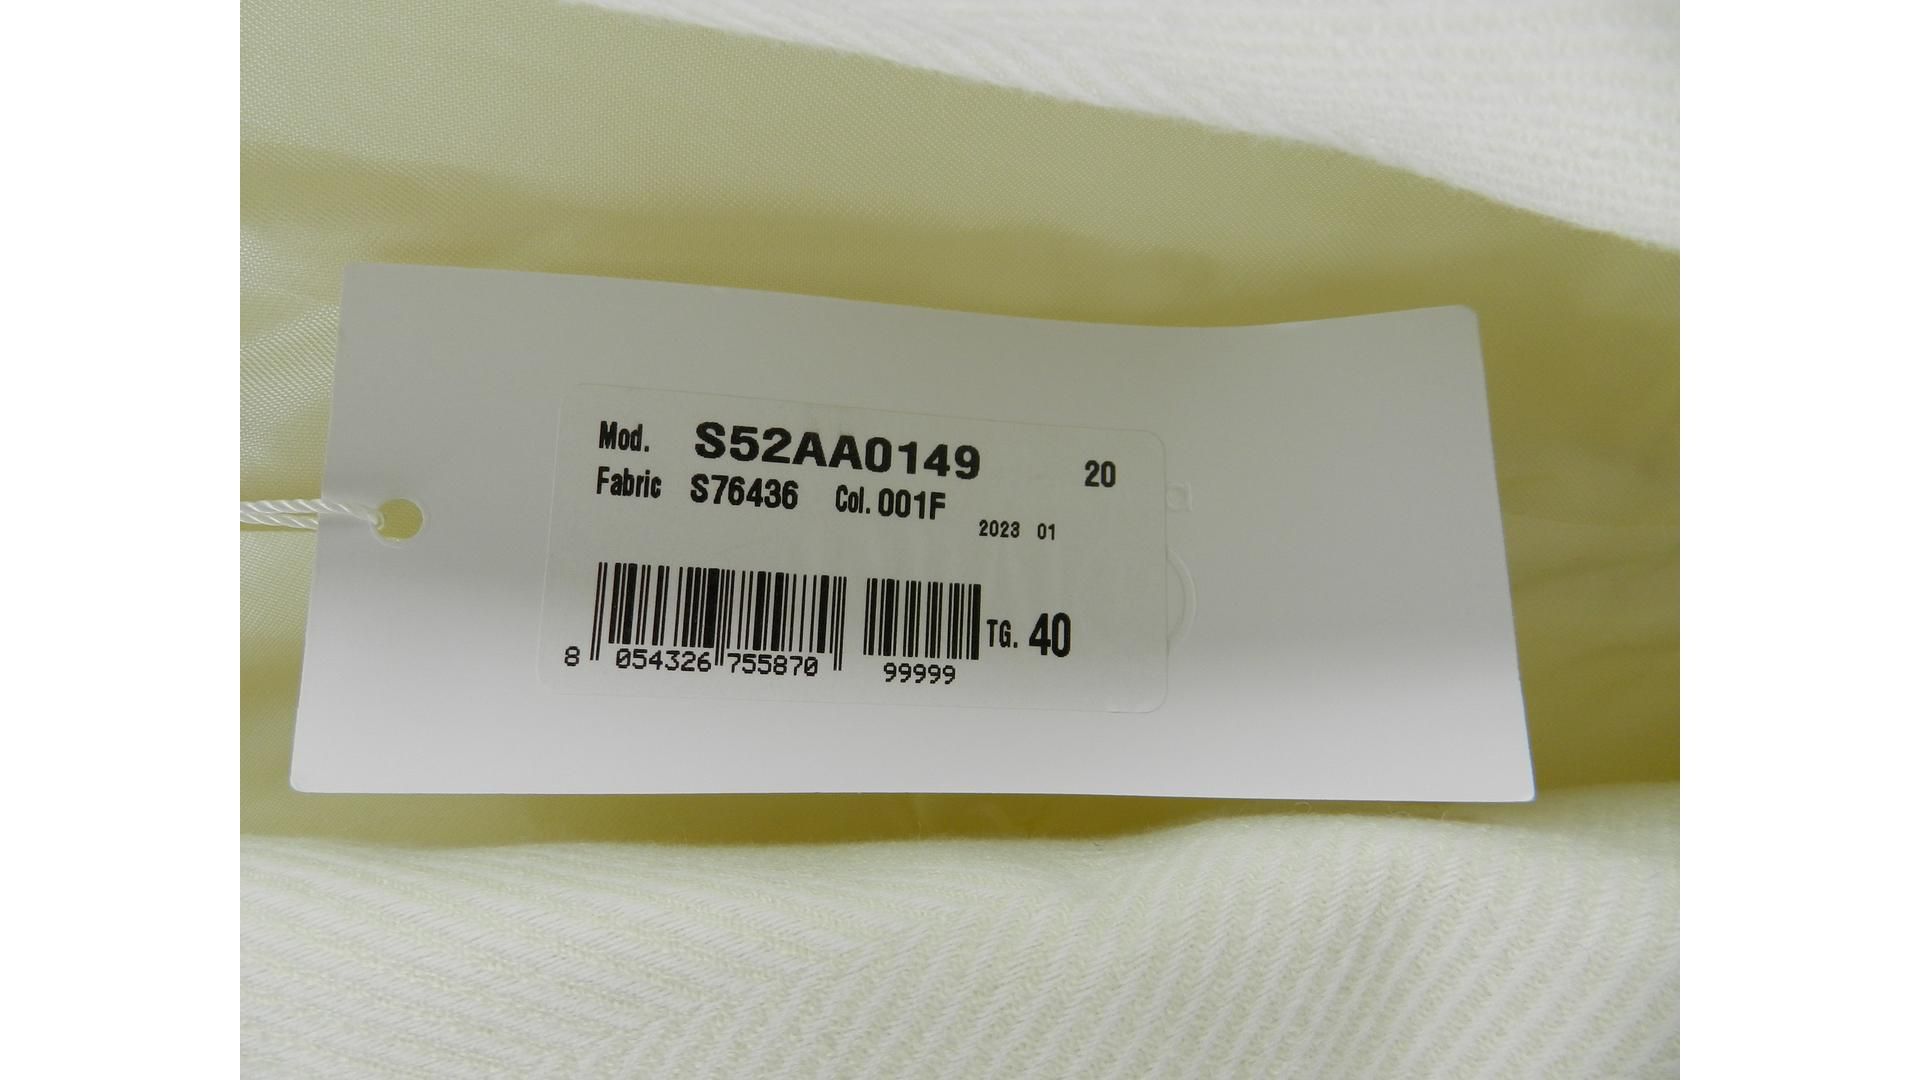 Mod. S52AA0149 20
Fabric S76436 Col. 001F
2023 01
TG. 40
8 054326 755870 99999